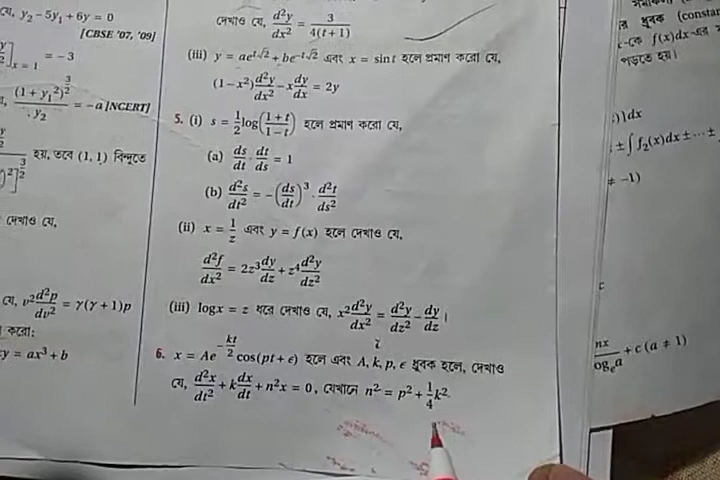 যে, y₂ − 5y₁ + 6y = 0
[CBSE '07, '09]
]ₓ ₌ ₁ = −3
(1 + y₁²)^(3/2) / y₂ = −a [NCERT]
হয়, তবে (1, 1) বিন্দুতে
দেখাও যে,
যে, v² d²p/dv² = γ(γ + 1)p
করো:
y = ax³ + b
দেখাও যে, d²y/dx² = 3/(4(t + 1))
(iii) y = ae^(t√2) + be^(−t√2) এবং x = sin t হলে প্রমাণ করো যে,
(1 − x²) d²y/dx² − x dy/dx = 2y
5. (i) s = 1/2 log((1 + t)/(1 − t)) হলে প্রমাণ করো যে,
(a) ds/dt · dt/ds = 1
(b) d²s/dt² = −(ds/dt)³ · d²t/ds²
(ii) x = 1/z এবং y = f(x) হলে দেখাও যে,
d²f/dx² = 2z³ dy/dz + z⁴ d²y/dz²
(iii) log x = z ধরে দেখাও যে, x² d²y/dx² = d²y/dz² − dy/dz ।
6. x = Ae^(−kt/2) cos(pt + ϵ) হলে এবং A, k, p, ϵ ধ্রুবক হলে, দেখাও
যে, d²x/dt² + k dx/dt + n²x = 0, যেখানে n² = p² + 1/4 k².
ধ্রুবক (constan
-কে f(x)dx-এর
পড়তে হয়।
)}dx
± ∫ f₂(x)dx ± ⋯ ±
≠ −1)
c
+ c (a ≠ 1)